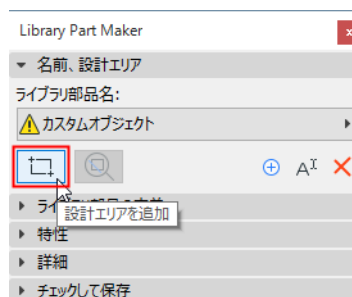 Library Part Maker
名前、設計エリア
ライブラリ部品名:
カスタムオブジェクト
設計エリアを追加
特性
詳細
チェックして保存